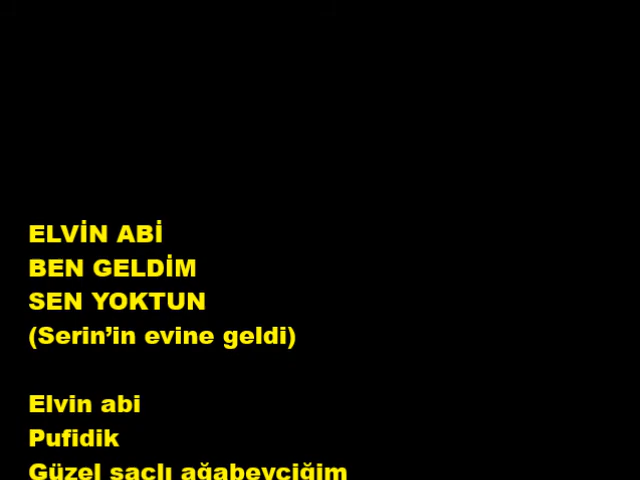 ELVİN ABİ
BEN GELDİM
SEN YOKTUN
(Serin’in evine geldi)
Elvin abi
Pufidik
Güzel saçlı ağabeyciğim